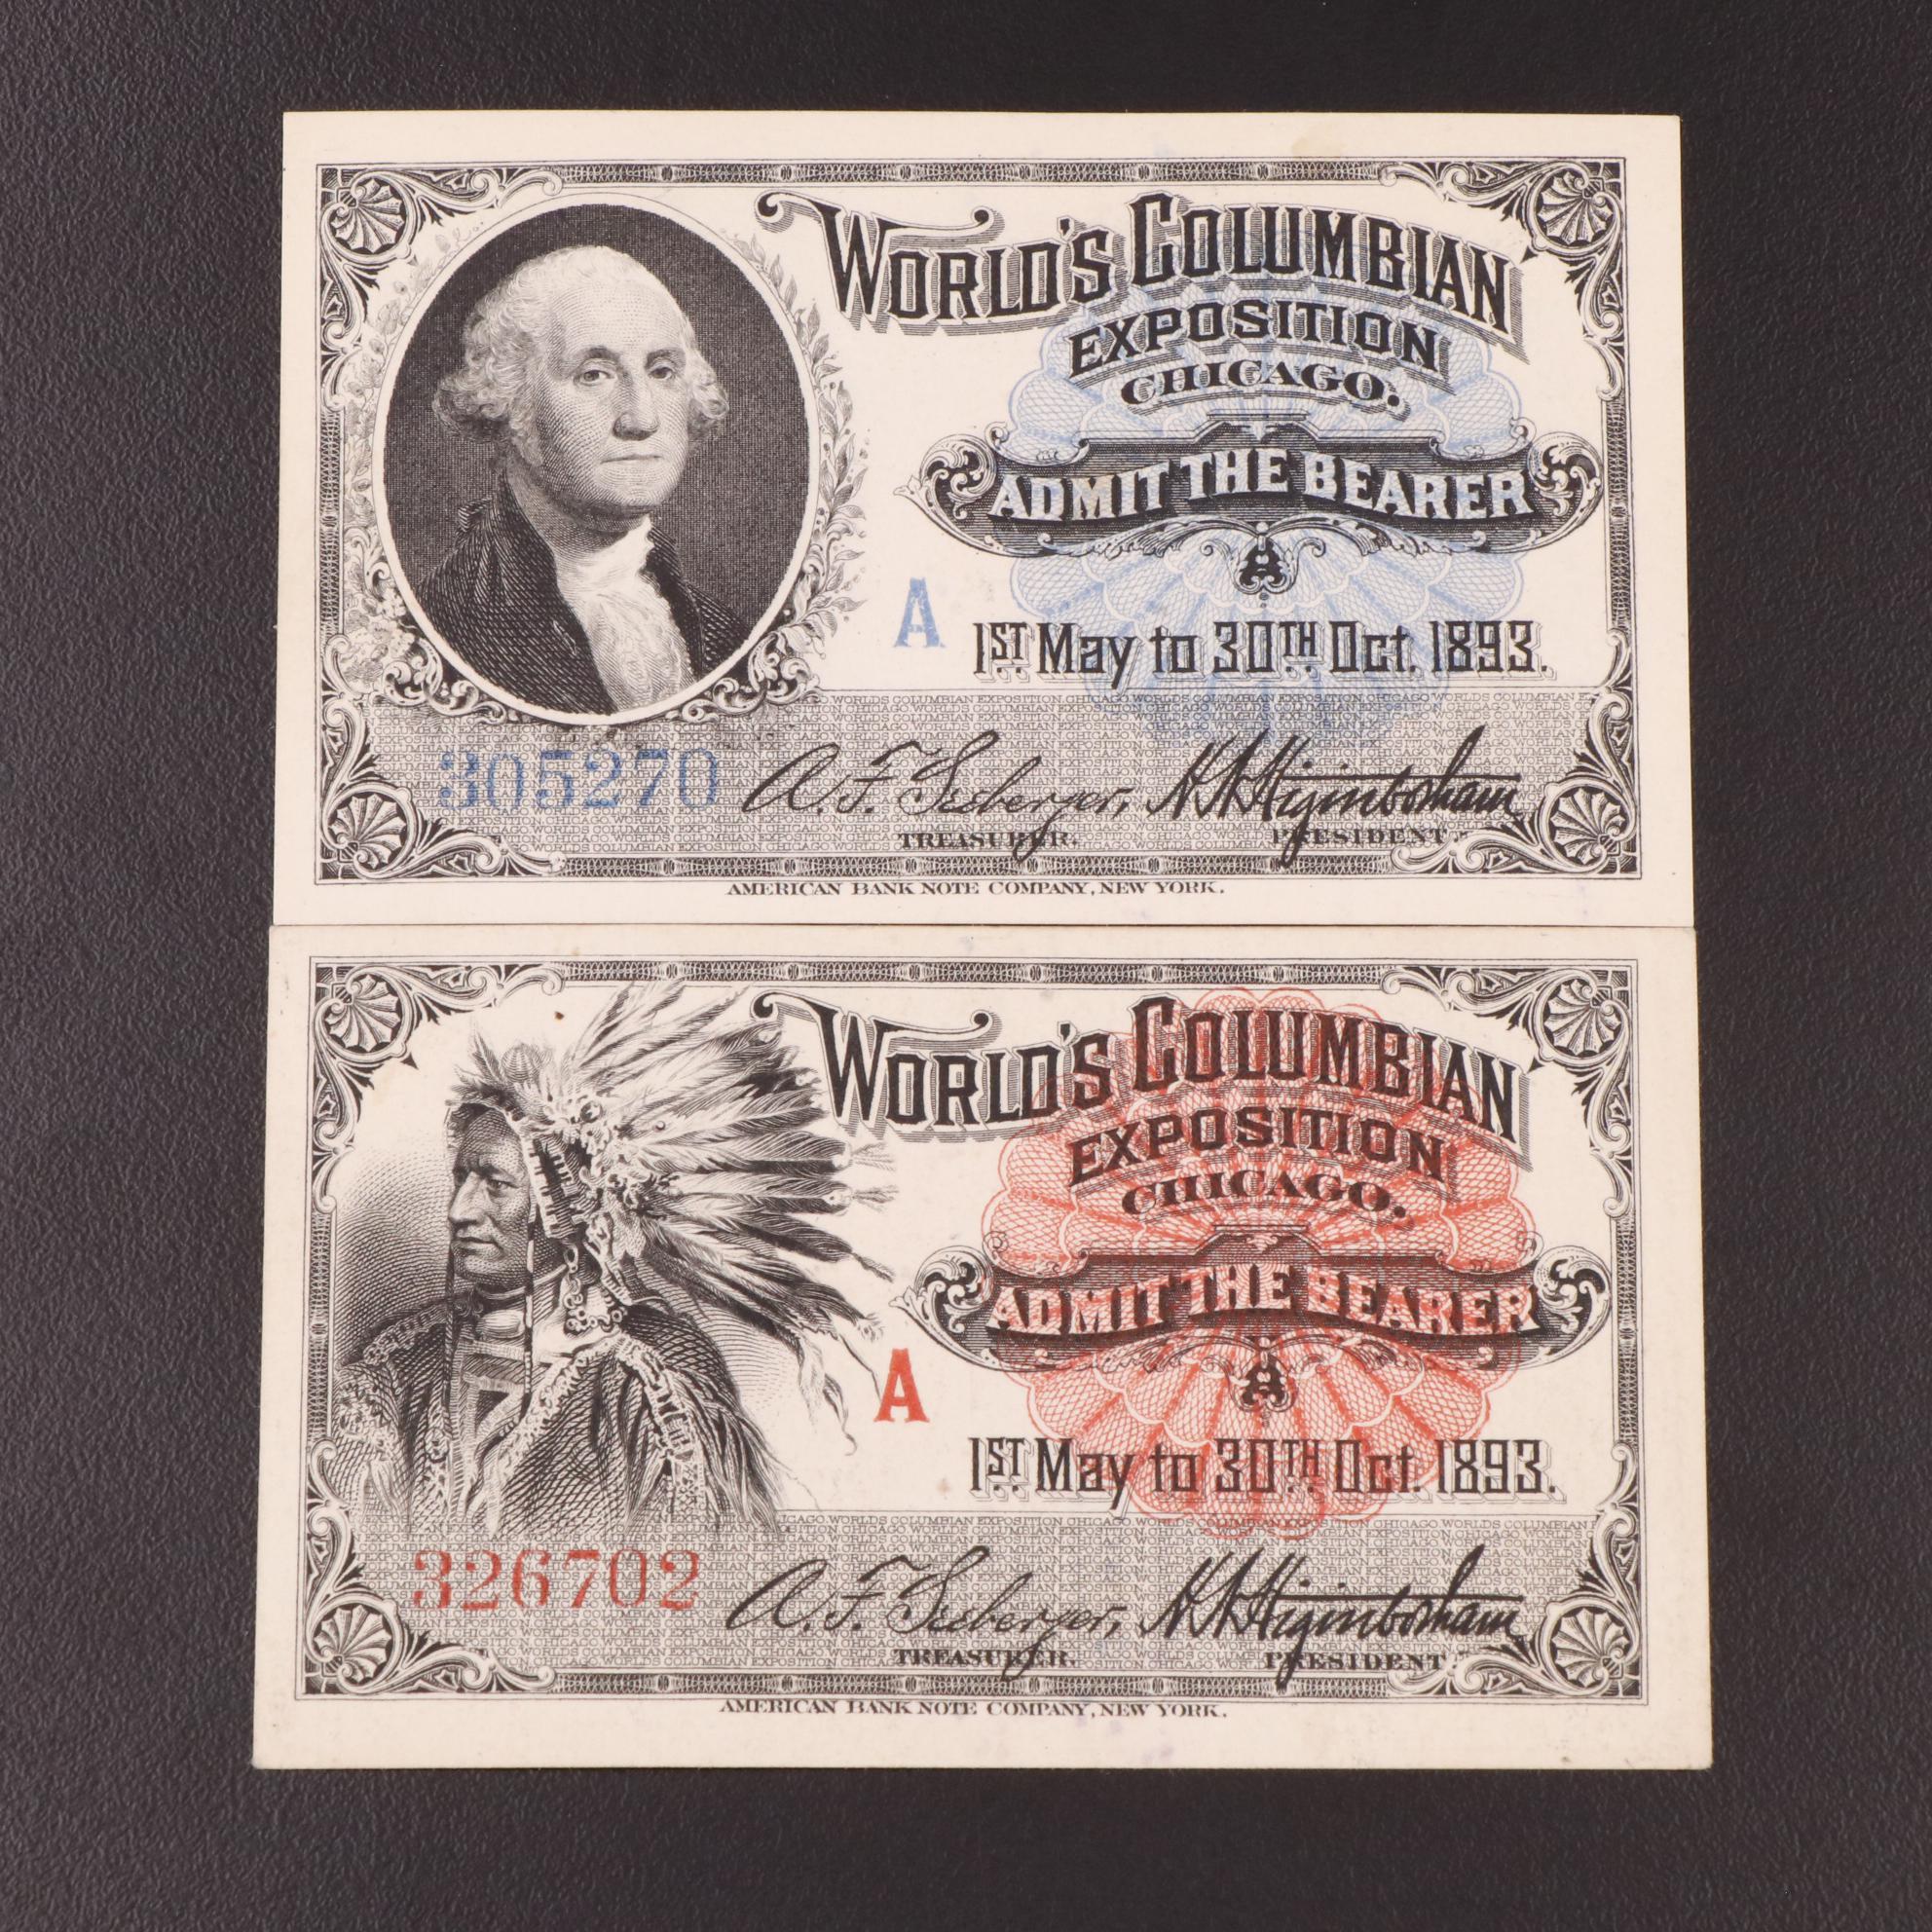 WORLD'S COLUMBIAN
EXPOSITION
CHICAGO.
ADMIT THE BEARER
A
A
1ST May to 30TH Oct. 1893.
305270
A. F. Seeberger,
TREASURER.
H N Higinbotham
PRESIDENT
AMERICAN BANK NOTE COMPANY, NEW YORK.
WORLD'S COLUMBIAN
EXPOSITION
CHICAGO.
ADMIT THE BEARER
A
A
1ST May to 30TH Oct. 1893.
326702
A. F. Seeberger,
TREASURER.
H N Higinbotham
PRESIDENT
AMERICAN BANK NOTE COMPANY, NEW YORK.